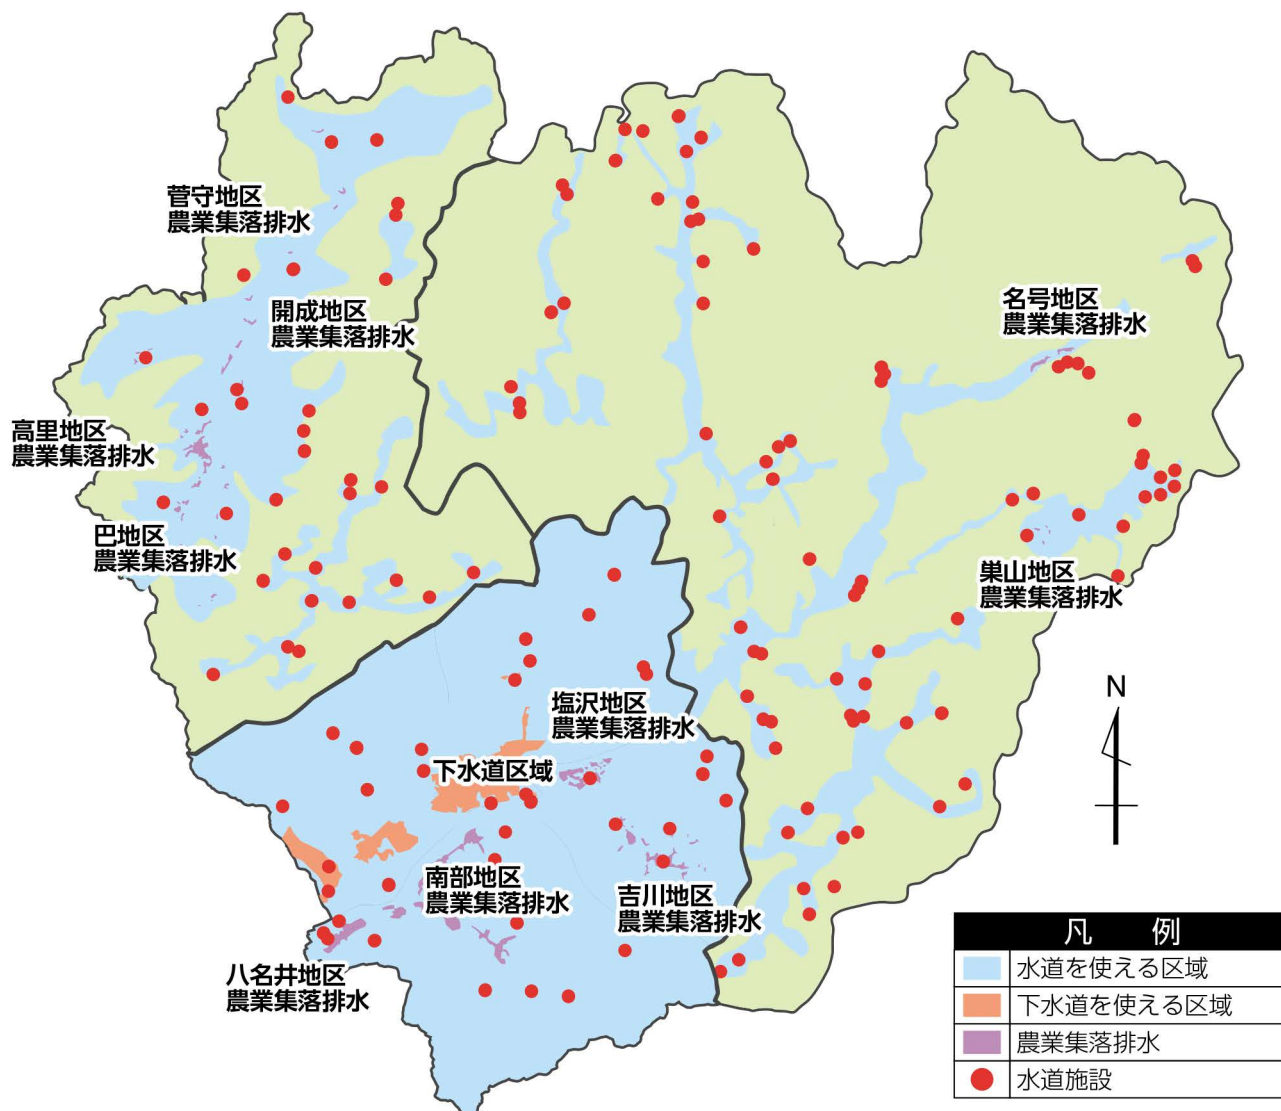 菅守地区
農業集落排水
開成地区
農業集落排水
名号地区
農業集落排水
高里地区
農業集落排水
巴地区
農業集落排水
巣山地区
農業集落排水
N
塩沢地区
農業集落排水
下水道区域
南部地区
農業集落排水
吉川地区
農業集落排水
八名井地区
農業集落排水
凡 例
水道を使える区域
下水道を使える区域
農業集落排水
水道施設